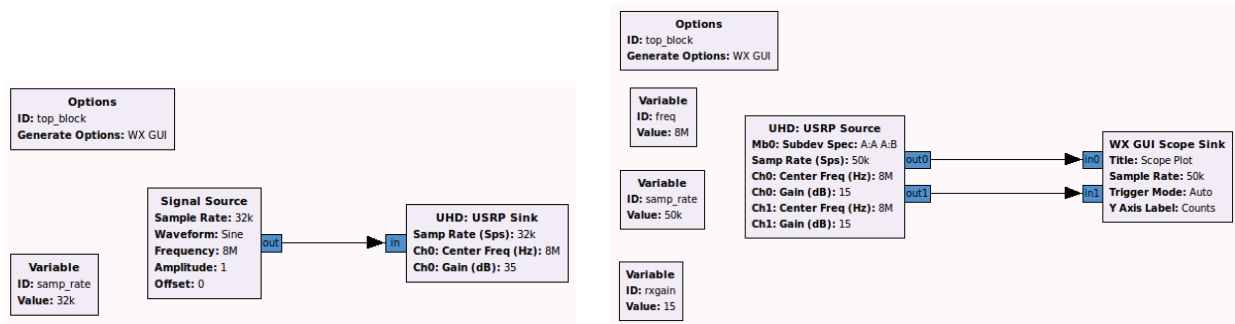 Options
ID: top_block
Generate Options: WX GUI
Signal Source
Sample Rate: 32k
Waveform: Sine
Frequency: 8M
Amplitude: 1
Offset: 0
out
in
UHD: USRP Sink
Samp Rate (Sps): 32k
Ch0: Center Freq (Hz): 8M
Ch0: Gain (dB): 35
Variable
ID: samp_rate
Value: 32k
Options
ID: top_block
Generate Options: WX GUI
Variable
ID: freq
Value: 8M
Variable
ID: samp_rate
Value: 50k
Variable
ID: rxgain
Value: 15
UHD: USRP Source
Mb0: Subdev Spec: A:A A:B
Samp Rate (Sps): 50k
Ch0: Center Freq (Hz): 8M
Ch0: Gain (dB): 15
Ch1: Center Freq (Hz): 8M
Ch1: Gain (dB): 15
out0
out1
in0
in1
WX GUI Scope Sink
Title: Scope Plot
Sample Rate: 50k
Trigger Mode: Auto
Y Axis Label: Counts